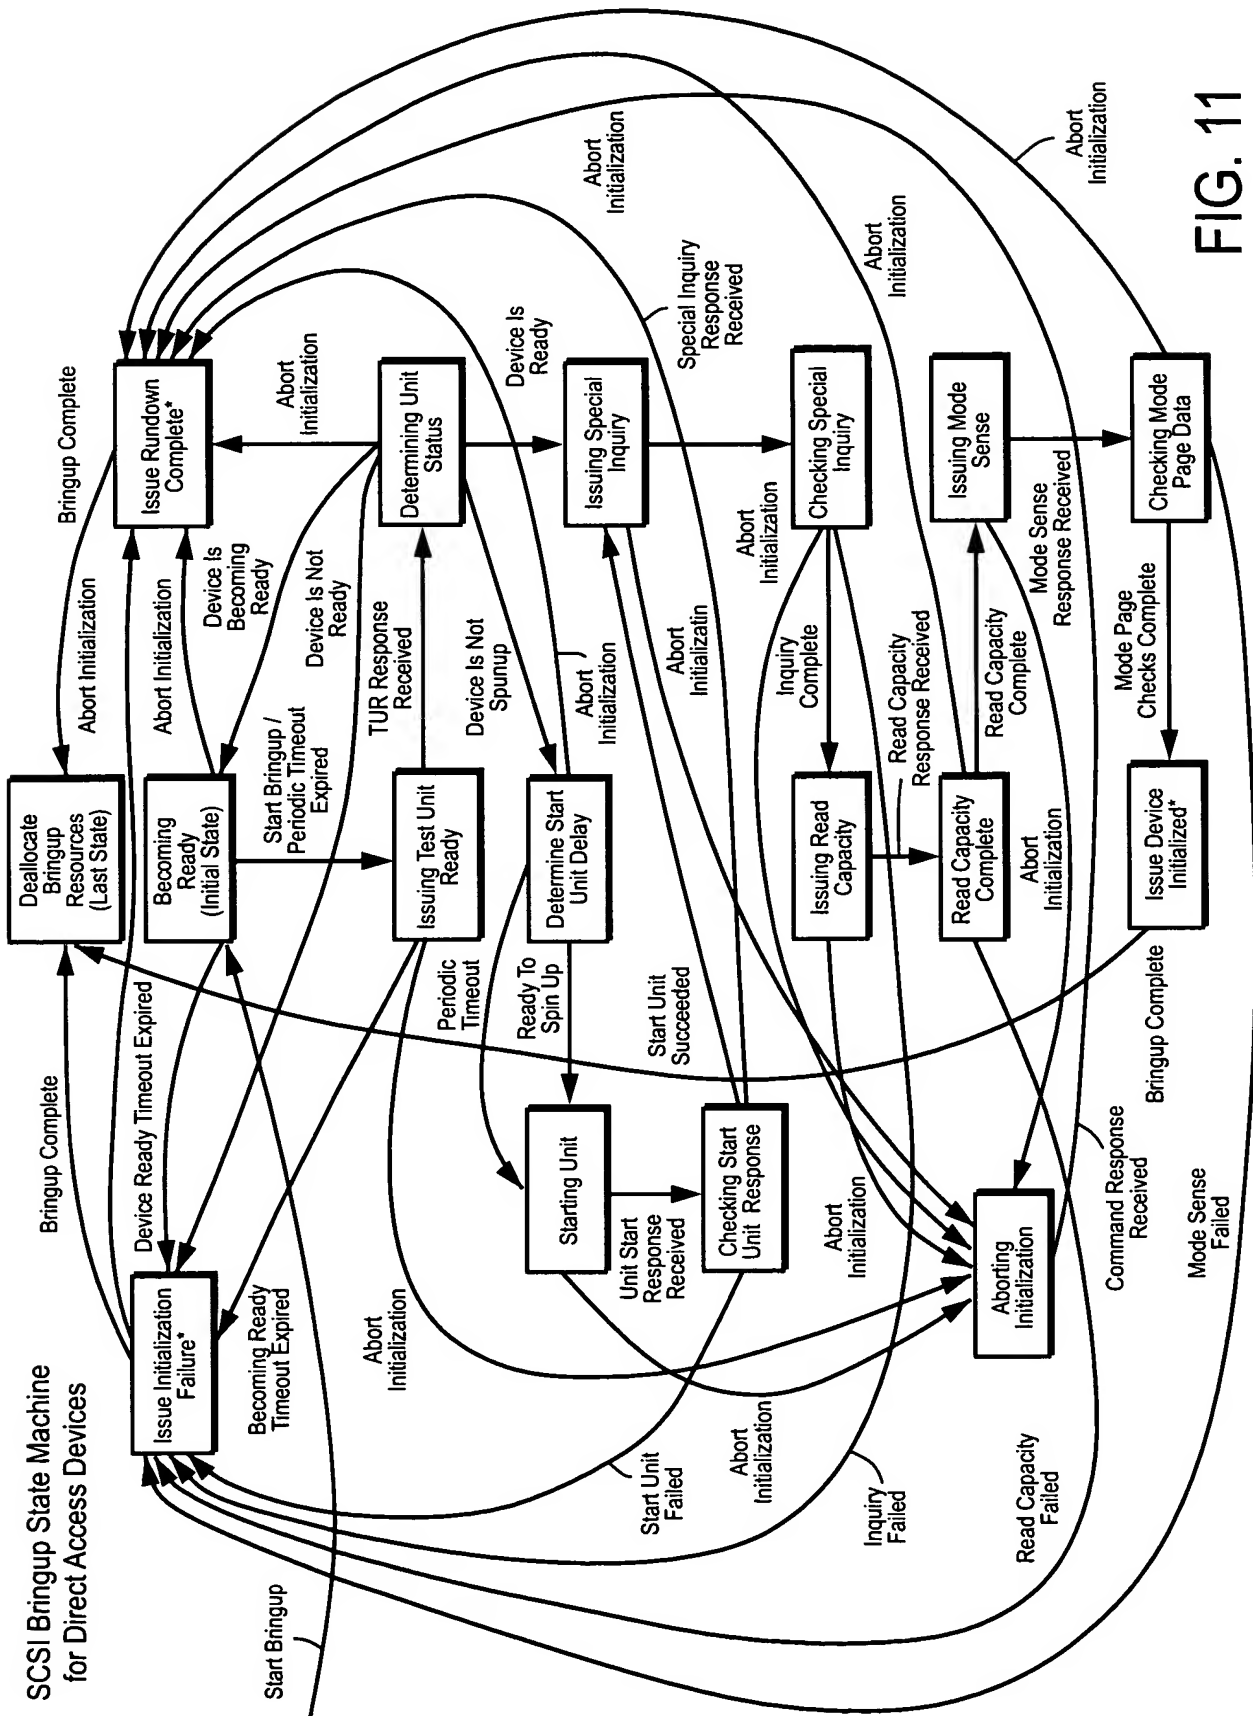 SCSI Bringup State Machine
for Direct Access Devices
Start Bringup
Bringup Complete
Issue Initialization
Failure*
Device Ready Timeout Expired
Becoming Ready
Timeout Expired
Deallocate
Bringup
Resources
(Last State)
Bringup Complete
Abort Initialization
Becoming
Ready
(Initial State)
Abort Initialization
Issue Rundown
Complete*
Device Is
Becoming
Ready
Start Bringup /
Periodic Timeout
Expired
Device Is Not
Ready
Abort
Initialization
Abort
Initialization
Issuing Test Unit
Ready
TUR Response
Received
Determining Unit
Status
Periodic
Timeout
Device Is Not
Spunup
Device Is
Ready
Ready To
Spin Up
Determine Start
Unit Delay
Abort
Initialization
Issuing Special
Inquiry
Abort
Initialization
Starting Unit
Unit Start
Response
Received
Start Unit
Succeeded
Abort
Initializatin
Special Inquiry
Response
Received
Start Unit
Failed
Checking Start
Unit Response
Abort
Initialization
Abort
Initialization
Checking Special
Inquiry
Inquiry
Complete
Abort
Initialization
Issuing Read
Capacity
Read Capacity
Response Received
Abort
Initialization
Inquiry
Failed
Read Capacity
Complete
Read Capacity
Complete
Issuing Mode
Sense
Aborting
Initialization
Abort
Initialization
Mode Sense
Response Received
Read Capacity
Failed
Command Response
Received
Mode Page
Checks Complete
Checking Mode
Page Data
Abort
Initialization
Bringup Complete
Issue Device
Initialized*
Mode Sense
Failed
FIG. 11